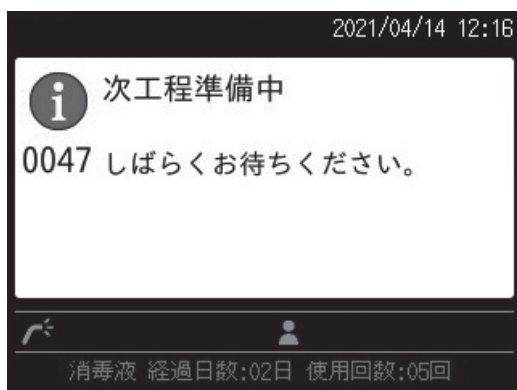 2021/04/14 12:16
次工程準備中
0047 しばらくお待ちください。
消毒液 経過日数:02日 使用回数:05回